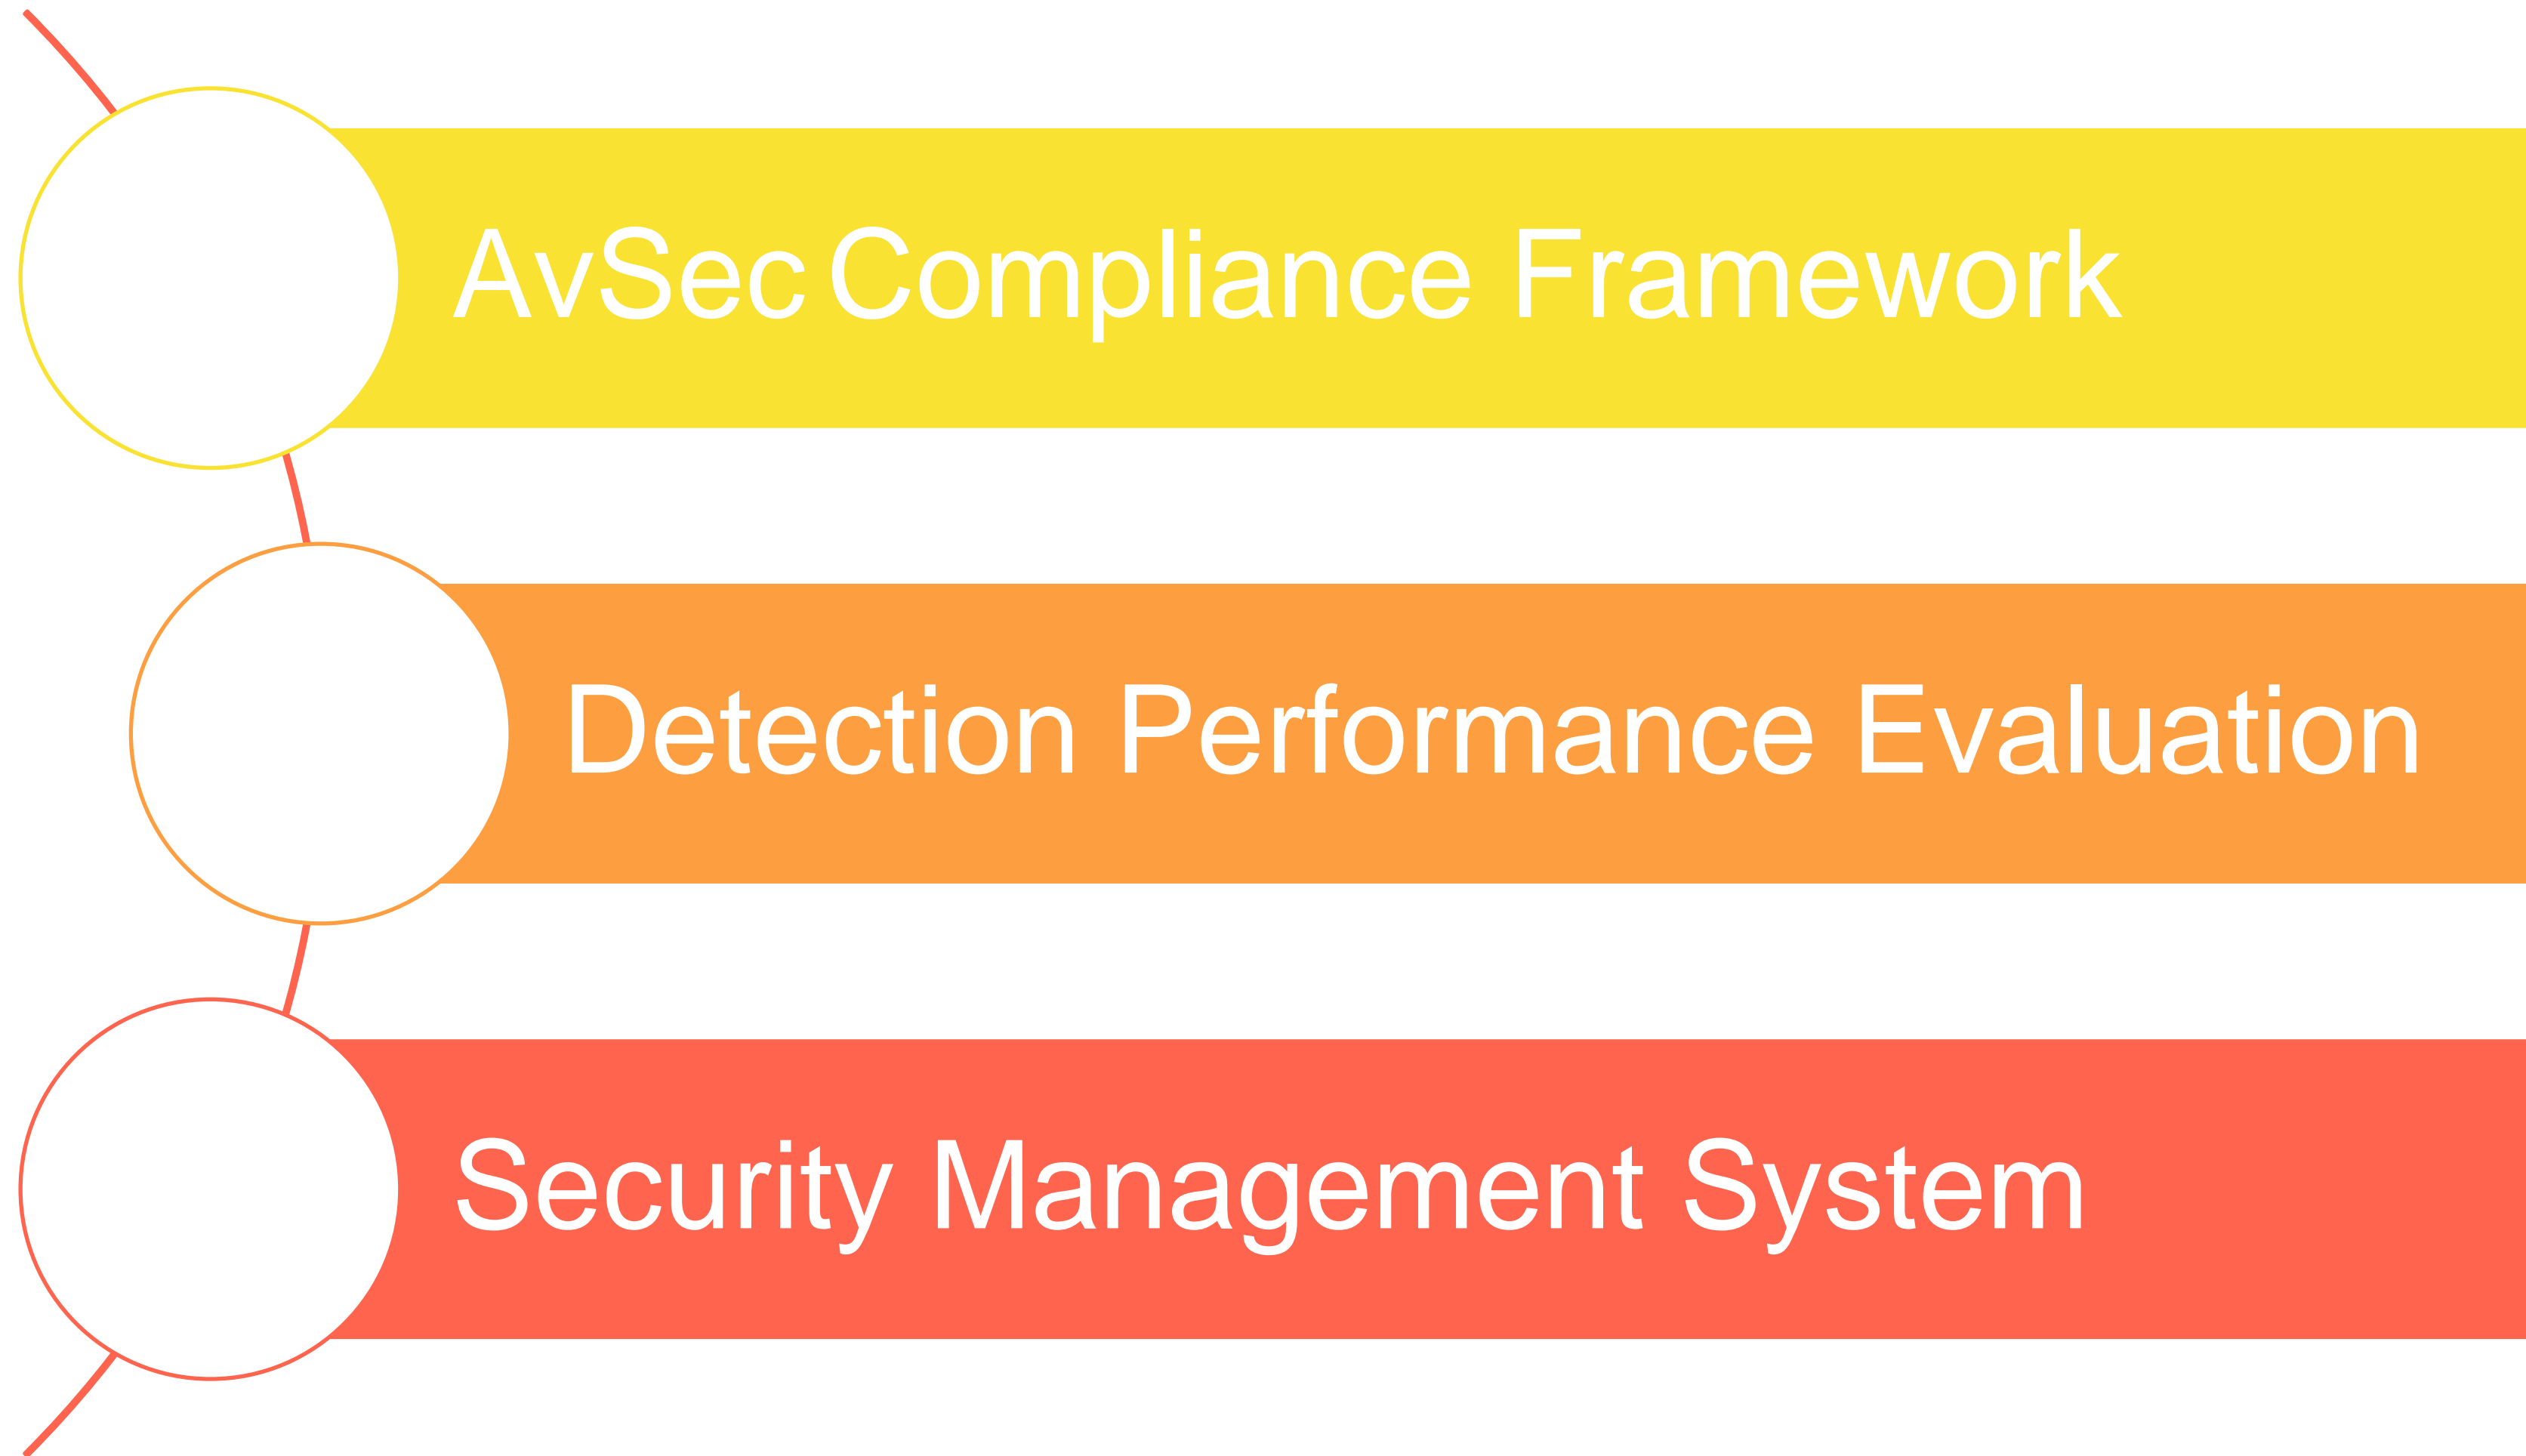 AvSec Compliance Framework
Detection Performance Evaluation
Security Management System